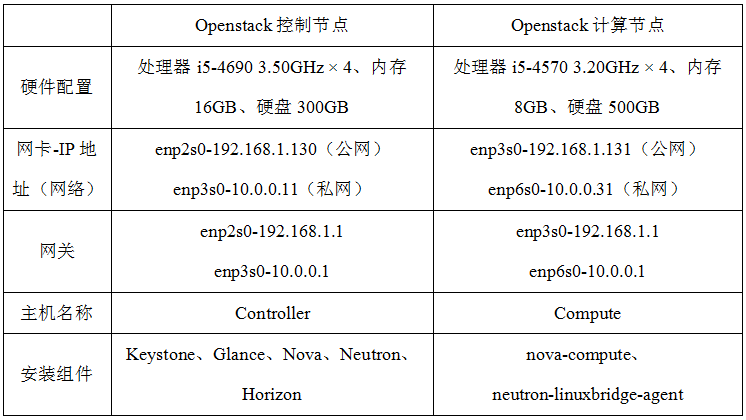 Openstack 控制节点
Openstack 计算节点
硬件配置
处理器 i5-4690 3.50GHz × 4、内存
16GB、硬盘 300GB
处理器 i5-4570 3.20GHz × 4、内存
8GB、硬盘 500GB
网卡-IP 地
址（网络）
enp2s0-192.168.1.130（公网）
enp3s0-10.0.0.11（私网）
enp3s0-192.168.1.131（公网）
enp6s0-10.0.0.31（私网）
网关
enp2s0-192.168.1.1
enp3s0-10.0.0.1
enp3s0-192.168.1.1
enp6s0-10.0.0.1
主机名称
Controller
Compute
安装组件
Keystone、Glance、Nova、Neutron、
Horizon
nova-compute、
neutron-linuxbridge-agent